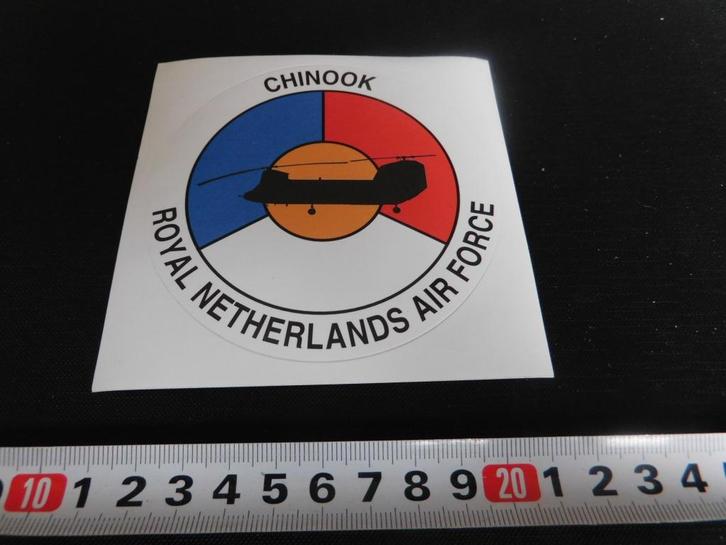 CHINOOK
ROYAL NETHERLANDS AIR FORCE
10 1 2 3 4 5 6 7 8 9 20 1 2 3 4